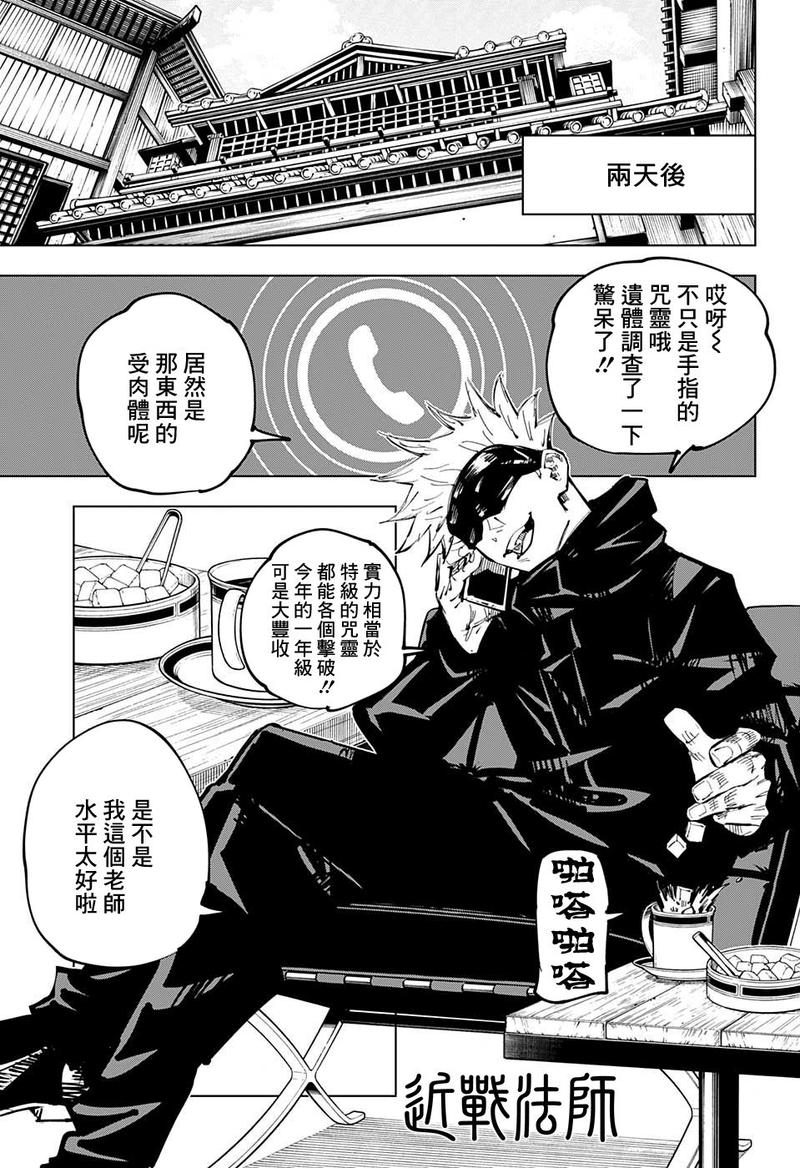 兩天後
哎呀~
不只是手指的
咒靈哦
遺體調查了一下
驚呆了!!
居然是
那東西的
受肉體呢
實力相當於
特級的咒靈
都能各個擊破!!
今年的一年級
可是大豐收
是不是
我這個老師
水平太好啦
啪嗒啪嗒
近戰法師